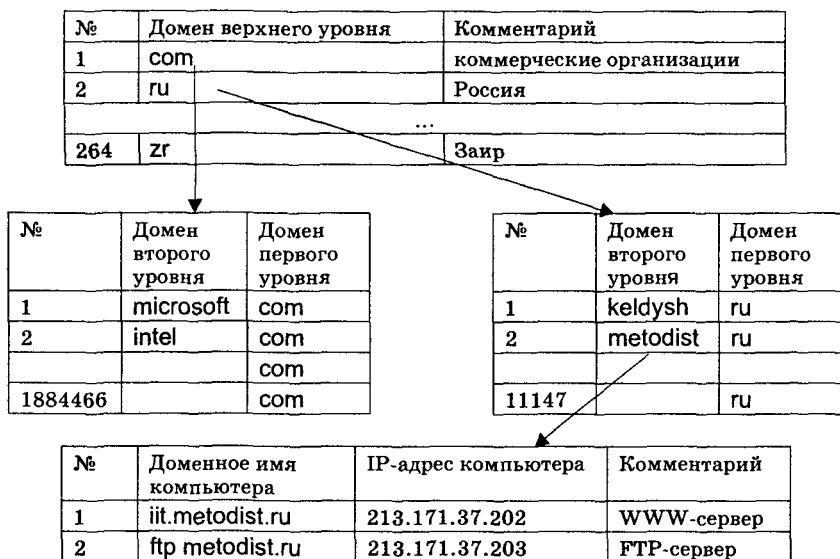 № Домен верхнего уровня Комментарий
1 com коммерческие организации
2 ru Россия
...
264 zr Заир
№ Домен второго уровня Домен первого уровня
1 microsoft com
2 intel com
com
1884466 com
№ Домен второго уровня Домен первого уровня
1 keldysh ru
2 metodist ru
11147 ru
№ Доменное имя компьютера IP-адрес компьютера Комментарий
1 iit.metodist.ru 213.171.37.202 WWW-сервер
2 ftp metodist.ru 213.171.37.203 FTP-сервер